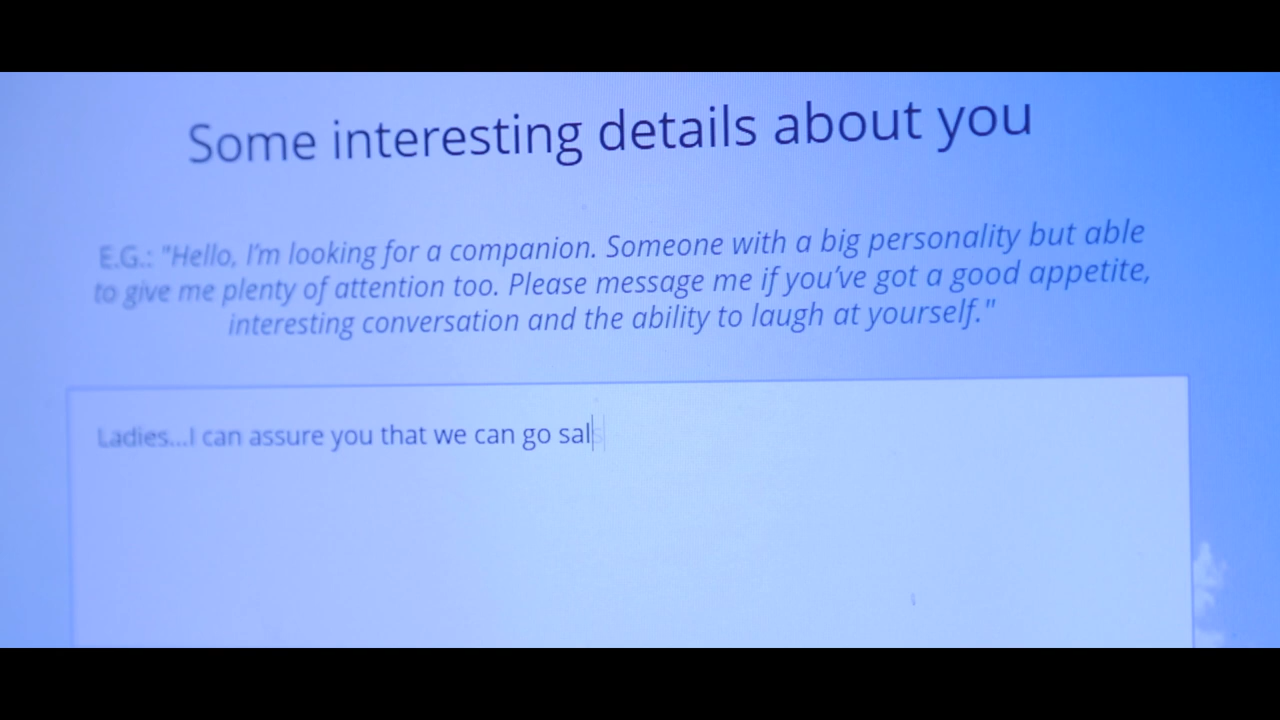 Some interesting details about you
E.G.: "Hello, I'm looking for a companion. Someone with a big personality but able
to give me plenty of attention too. Please message me if you've got a good appetite,
interesting conversation and the ability to laugh at yourself."
Ladies...I can assure you that we can go sal